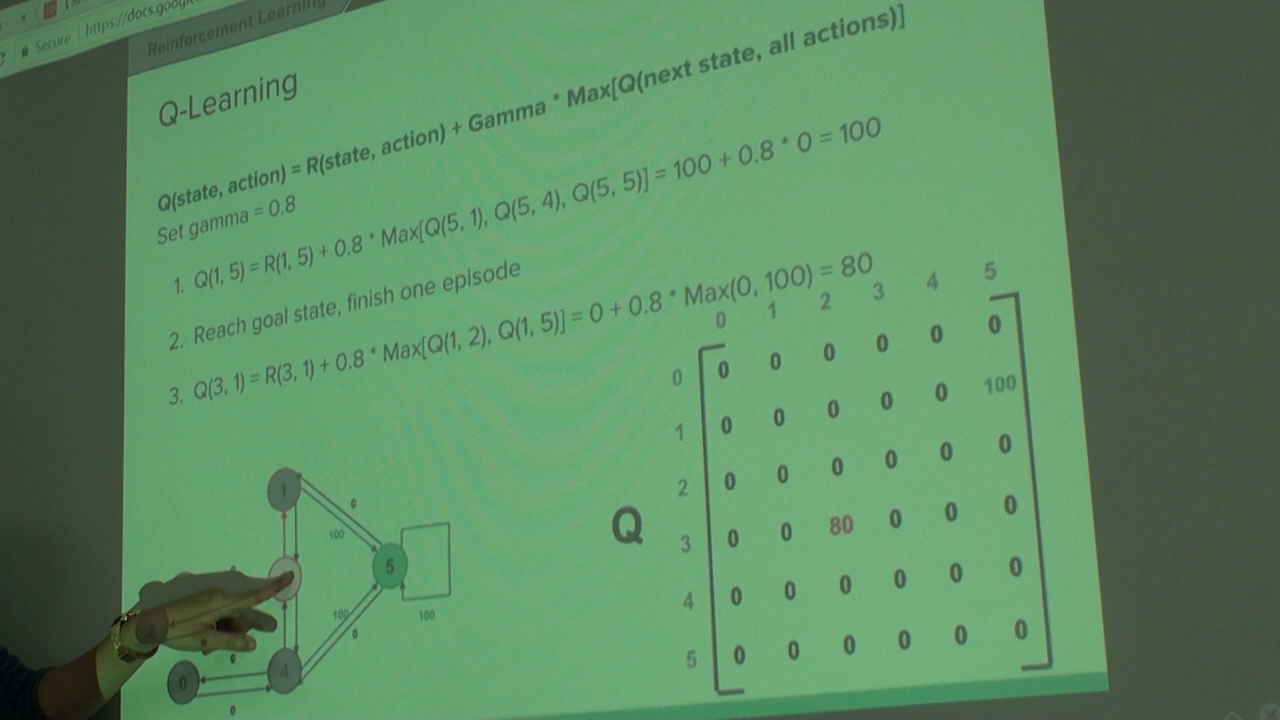 Secure https://docs.google.
Reinforcement Learning
Q-Learning
Q(state, action) = R(state, action) + Gamma * Max[Q(next state, all actions)]
Set gamma = 0.8
1. Q(1, 5) = R(1, 5) + 0.8 * Max[Q(5, 1), Q(5, 4), Q(5, 5)] = 100 + 0.8 * 0 = 100
2. Reach goal state, finish one episode
3. Q(3, 1) = R(3, 1) + 0.8 * Max[Q(1, 2), Q(1, 5)] = 0 + 0.8 * Max(0, 100) = 80
0 1 2 3 4 5
0 0 0 0 0 0 0
1 0 0 0 0 0 100
2 0 0 0 0 0 0
Q
3 0 0 80 0 0 0
4 0 0 0 0 0 0
5 0 0 0 0 0 0
1
0
100
5
100
100
0
0
4
0
0